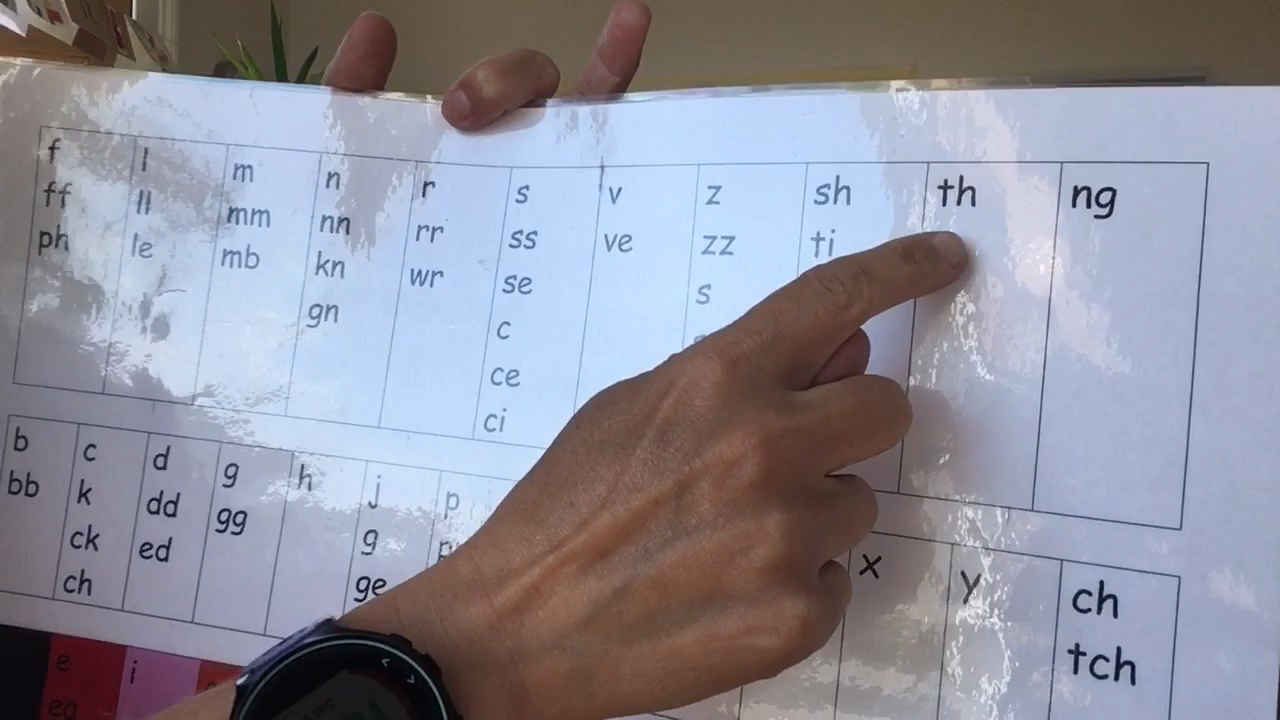 f l m n r s v z sh th ng
ff ll mm nn rr ss ve zz ti
ph le mb kn wr se s
gn c
ce
ci
b c d g h j p x y ch
bb k dd gg g tch
ck ed ge
ch
e i